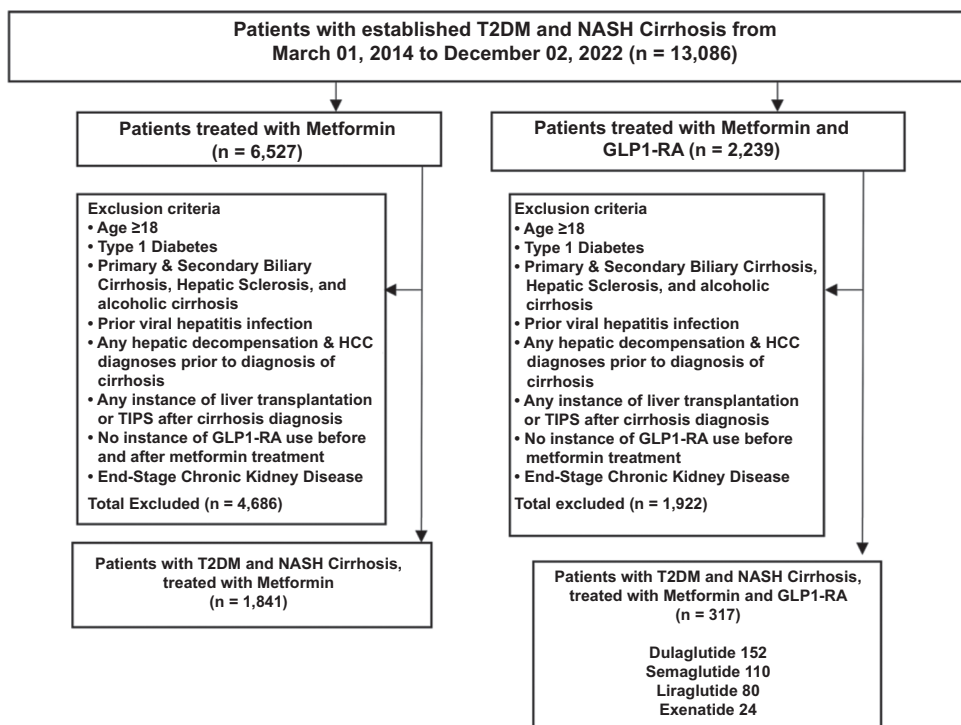 Patients with established T2DM and NASH Cirrhosis from
March 01, 2014 to December 02, 2022 (n = 13,086)
Patients treated with Metformin
(n = 6,527)
Exclusion criteria
• Age ≥18
• Type 1 Diabetes
• Primary & Secondary Biliary
Cirrhosis, Hepatic Sclerosis, and
alcoholic cirrhosis
• Prior viral hepatitis infection
• Any hepatic decompensation & HCC
diagnoses prior to diagnosis of
cirrhosis
• Any instance of liver transplantation
or TIPS after cirrhosis diagnosis
• No instance of GLP1-RA use before
and after metformin treatment
• End-Stage Chronic Kidney Disease
Total Excluded (n = 4,686)
Patients with T2DM and NASH Cirrhosis,
treated with Metformin
(n = 1,841)
Patients treated with Metformin and
GLP1-RA (n = 2,239)
Exclusion criteria
• Age ≥18
• Type 1 Diabetes
• Primary & Secondary Biliary Cirrhosis,
Hepatic Sclerosis, and alcoholic
cirrhosis
• Prior viral hepatitis infection
• Any hepatic decompensation & HCC
diagnoses prior to diagnosis of
cirrhosis
• Any instance of liver transplantation
or TIPS after cirrhosis diagnosis
• No instance of GLP1-RA use before
metformin treatment
• End-Stage Chronic Kidney Disease
Total excluded (n = 1,922)
Patients with T2DM and NASH Cirrhosis,
treated with Metformin and GLP1-RA
(n = 317)
Dulaglutide 152
Semaglutide 110
Liraglutide 80
Exenatide 24